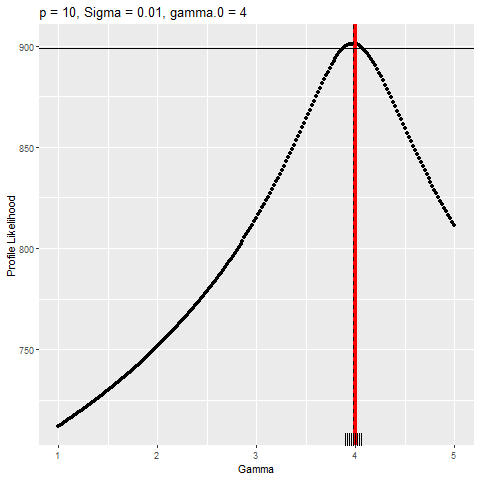 p = 10, Sigma = 0.01, gamma.0 = 4
Profile Likelihood
900
850
800
750
1 2 3 4 5
Gamma